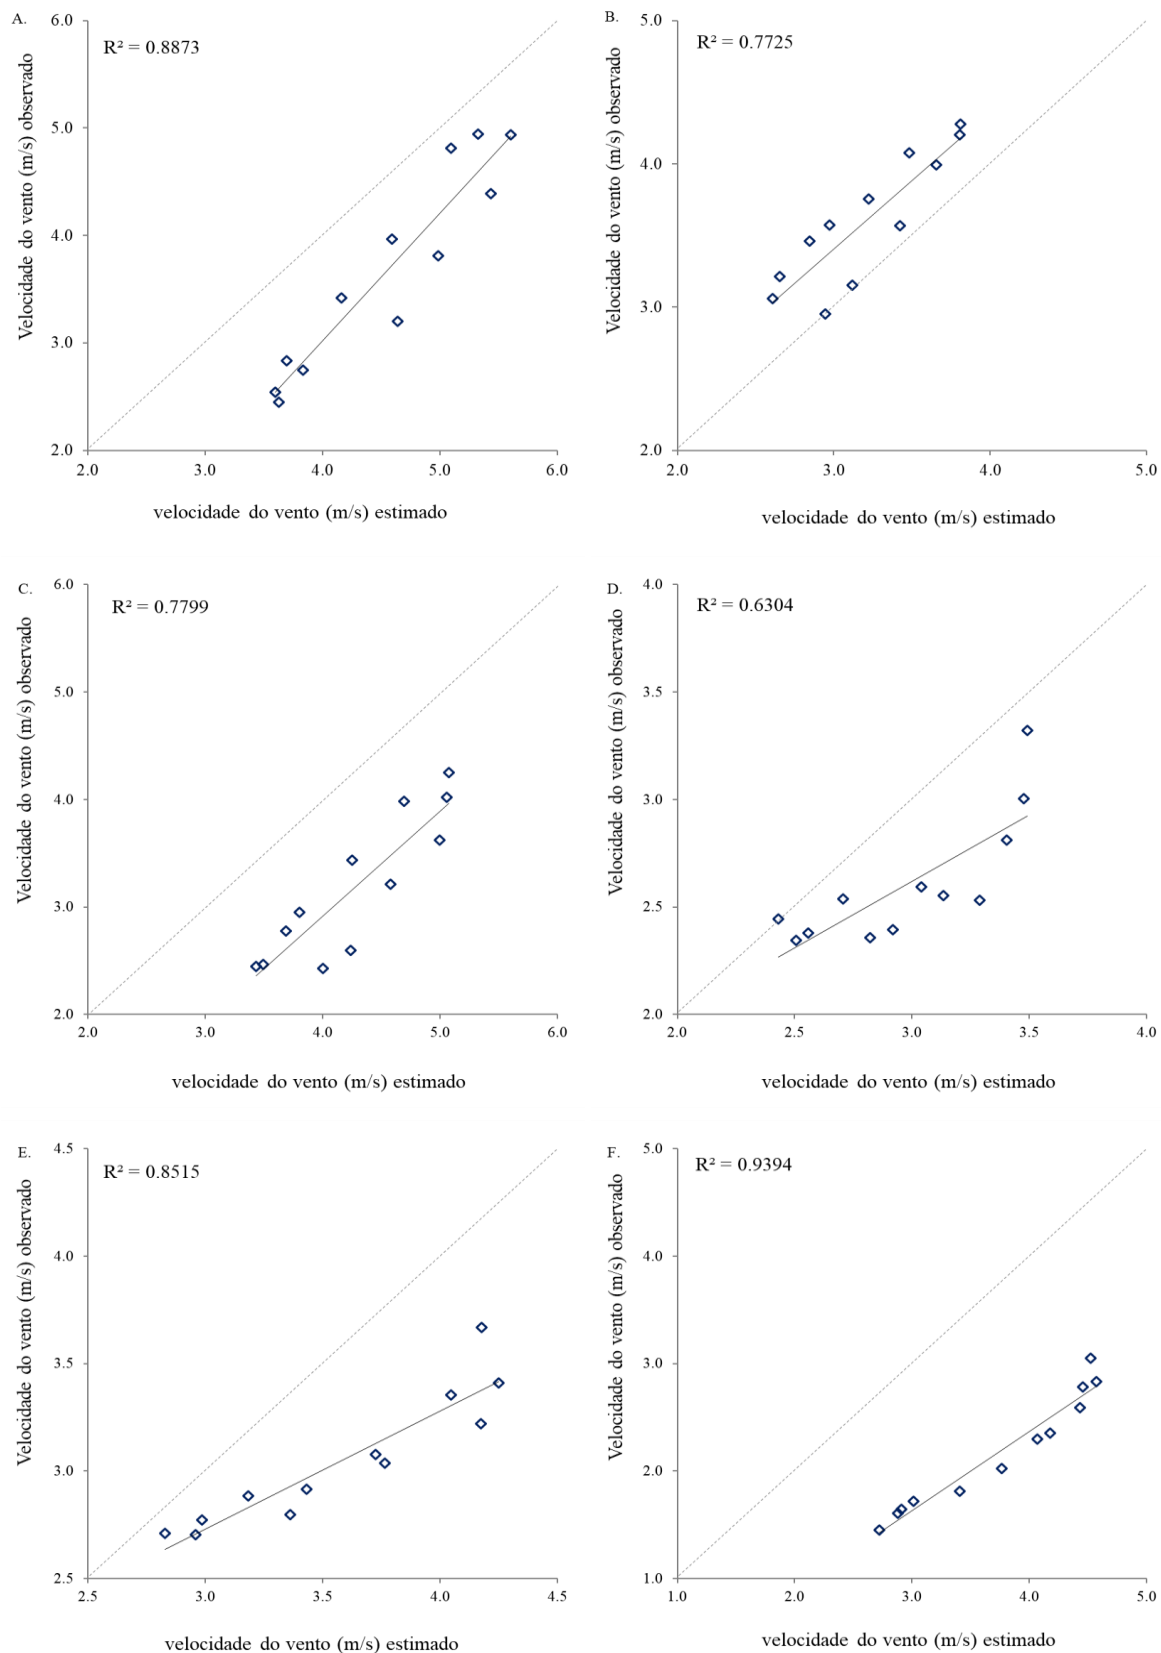 A.
R² = 0.8873
Velocidade do vento (m/s) observado
6.0
5.0
4.0
3.0
2.0
2.0 3.0 4.0 5.0 6.0
velocidade do vento (m/s) estimado
B.
R² = 0.7725
Velocidade do vento (m/s) observado
5.0
4.0
3.0
2.0
2.0 3.0 4.0 5.0
velocidade do vento (m/s) estimado
C.
R² = 0.7799
Velocidade do vento (m/s) observado
6.0
5.0
4.0
3.0
2.0
2.0 3.0 4.0 5.0 6.0
velocidade do vento (m/s) estimado
D.
R² = 0.6304
Velocidade do vento (m/s) observado
4.0
3.5
3.0
2.5
2.0
2.0 2.5 3.0 3.5 4.0
velocidade do vento (m/s) estimado
E.
R² = 0.8515
Velocidade do vento (m/s) observado
4.5
4.0
3.5
3.0
2.5
2.5 3.0 3.5 4.0 4.5
velocidade do vento (m/s) estimado
F.
R² = 0.9394
Velocidade do vento (m/s) observado
5.0
4.0
3.0
2.0
1.0
1.0 2.0 3.0 4.0 5.0
velocidade do vento (m/s) estimado